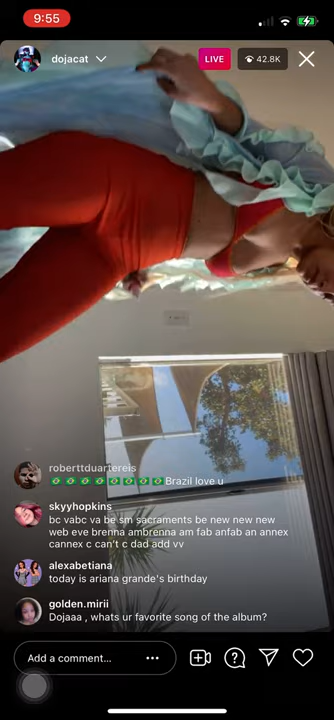 9:55
dojacat
LIVE
42.8K
roberttduartereis
🇧🇷🇧🇷🇧🇷🇧🇷🇧🇷🇧🇷🇧🇷🇧🇷🇧🇷Brazil love u
skyyhopkins
bc vabc va be sm sacraments be new new new
web eve brenna ambrenna am fab anfab an annex
cannex c can't c dad add vv
alexabetiana
today is ariana grande's birthday
golden.mirii
Dojaaa , whats ur favorite song of the album?
Add a comment...